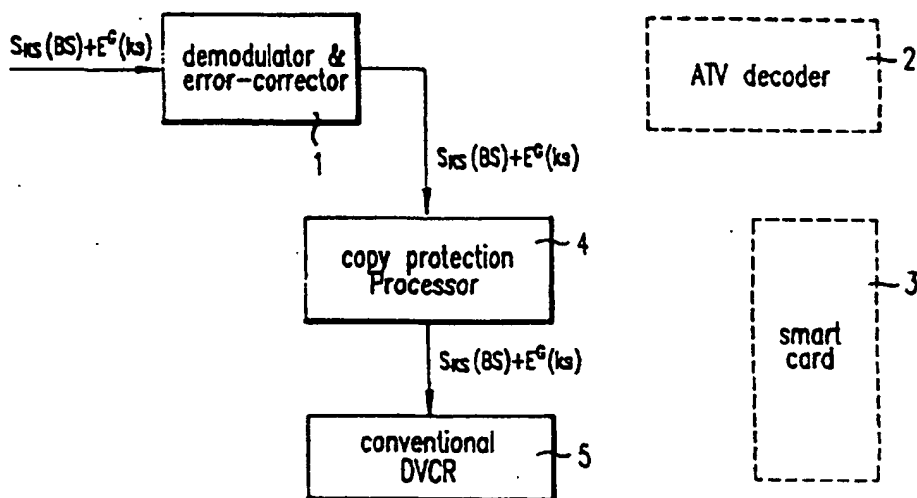 S_KS(BS)+E^G(ks)
demodulator &
error-corrector
1
ATV decoder
2
S_KS(BS)+E^G(ks)
copy protection
Processor
4
smart
card
3
S_KS(BS)+E^G(ks)
conventional
DVCR
5